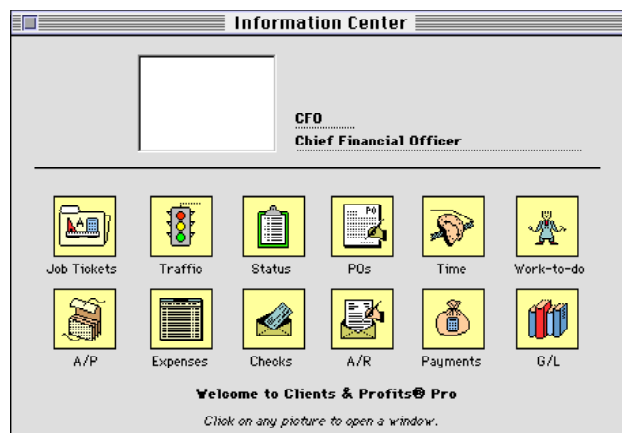 Information Center
CFO
Chief Financial Officer
PO
Job Tickets Traffic Status POs Time Work-to-do
A/P Expenses Checks A/R Payments G/L
Welcome to Clients & Profits® Pro
Click on any picture to open a window.